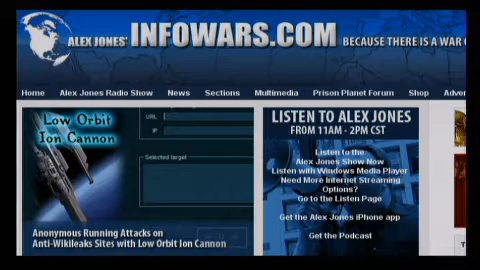 ALEX JONES' INFOWARS.COM BECAUSE THERE IS A WAR
Home Alex Jones Radio Show News Sections Multimedia Prison Planet Forum Shop
Low Orbit
Ion Cannon
URL
IP
Selected target
Anonymous Running Attacks on
Anti-Wikileaks Sites with Low Orbit Ion Cannon
LISTEN TO ALEX JONES
FROM 11AM - 2PM CST
Listen to the
Alex Jones Show Now
Listen with Windows Media Player
Need More Internet Streaming
Options?
Go to the Listen Page
Get the Alex Jones iPhone app
Get the Podcast